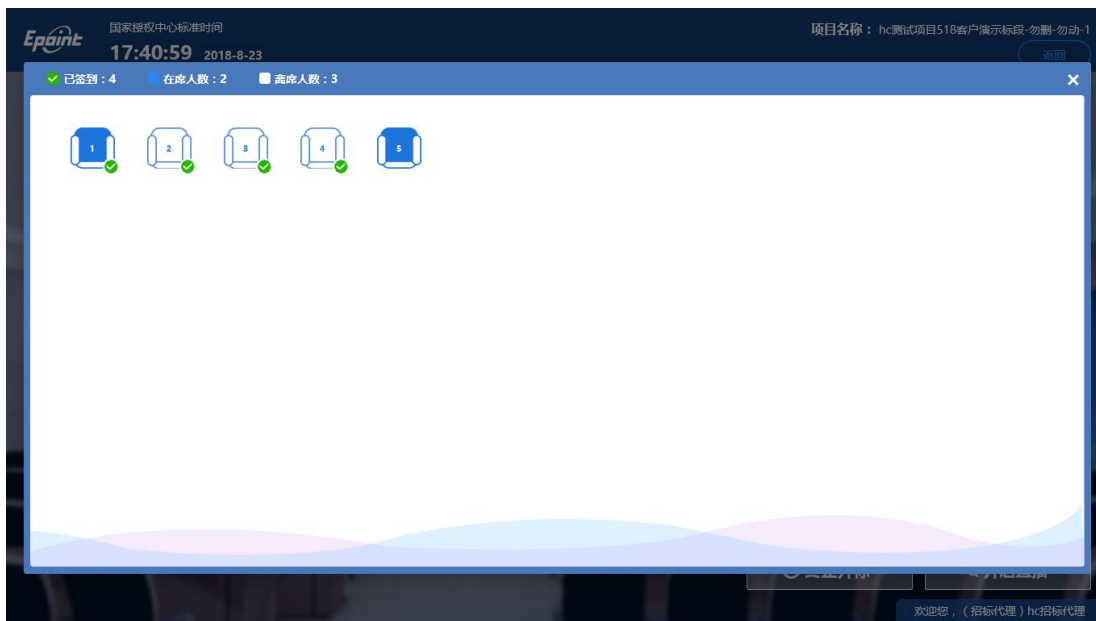 Epoint
国家授权中心标准时间
17:40:59 2018-8-23
项目名称：hc测试项目518客户演示标段-勿删-勿动-1
返回
已签到：4 在席人数：2 离席人数：3
1 2 3 4 5
欢迎您，（招标代理）hc招标代理